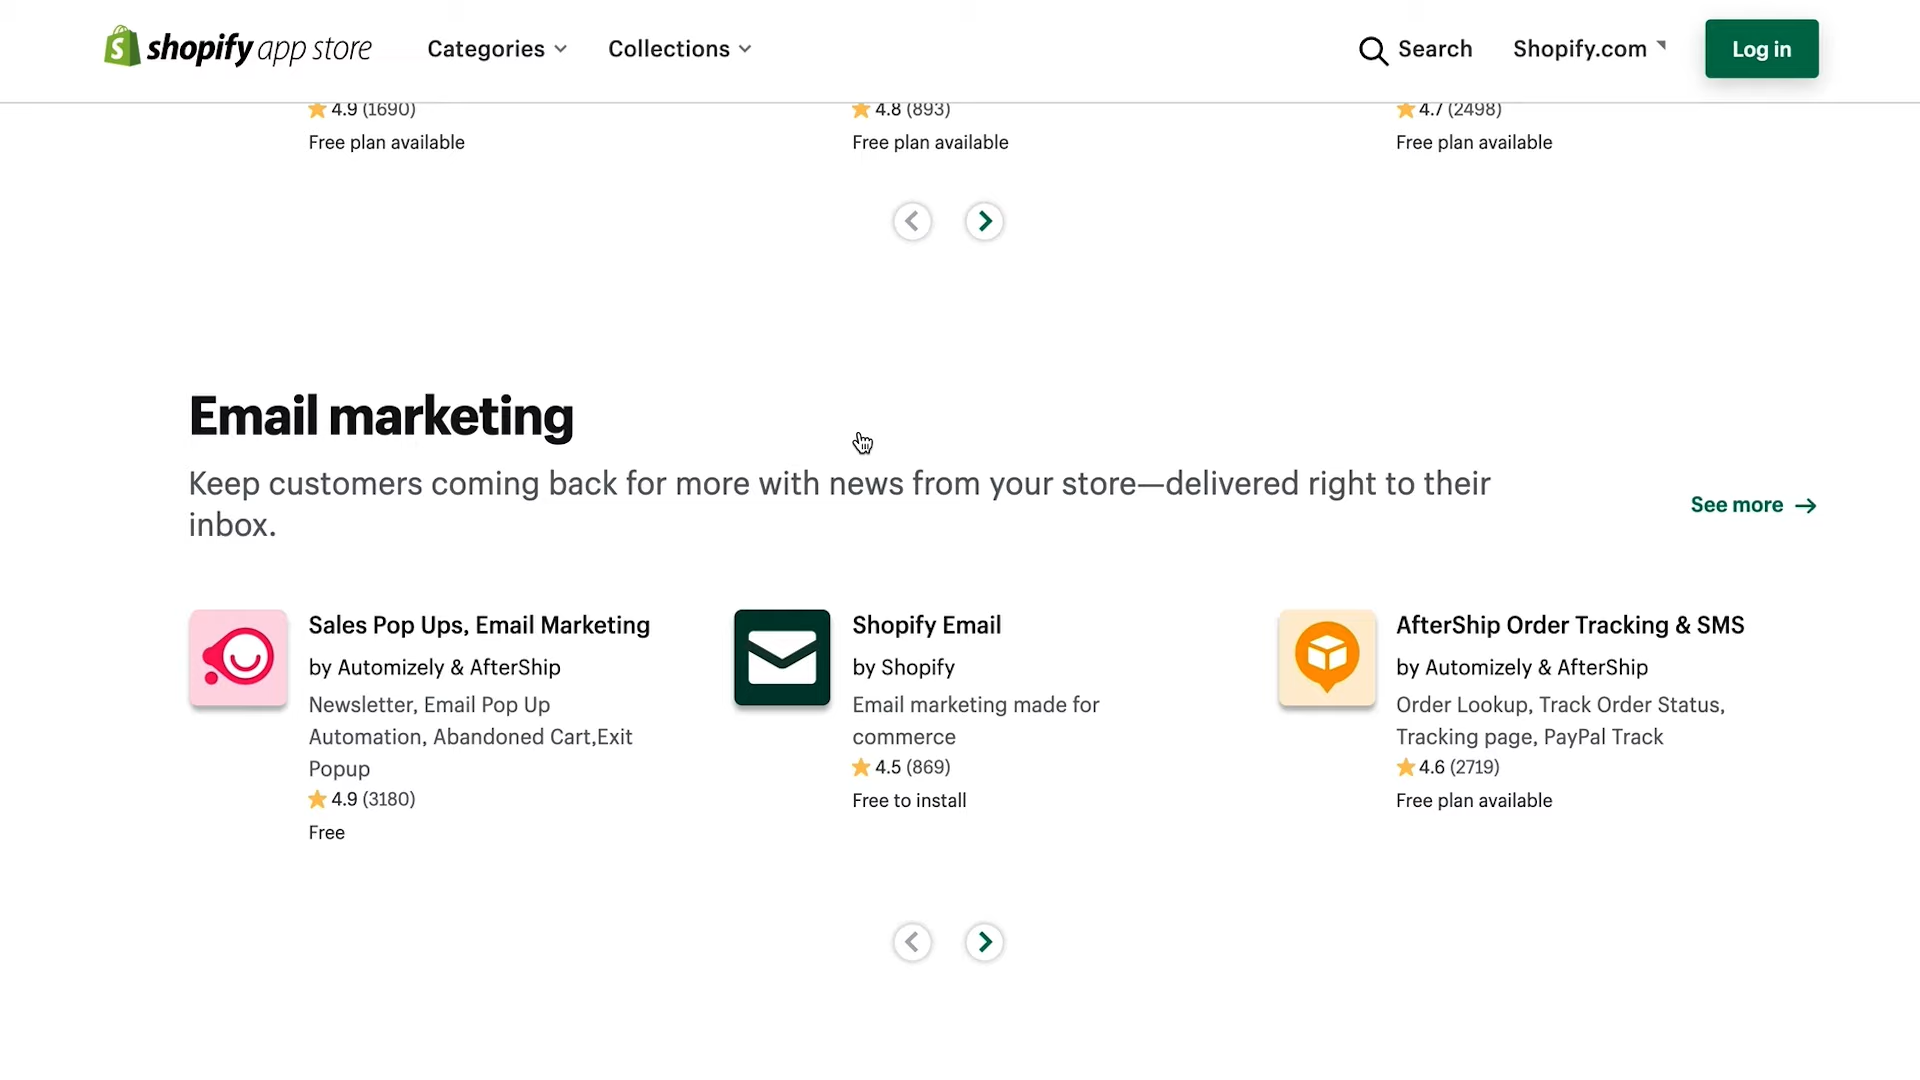 shopify app store Categories Collections Search Shopify.com Log in
4.9 (1690) 4.8 (893) 4.7 (2498)
Free plan available Free plan available Free plan available
Email marketing
Keep customers coming back for more with news from your store—delivered right to their
inbox.
See more
Sales Pop Ups, Email Marketing
by Automizely & AfterShip
Newsletter, Email Pop Up
Automation, Abandoned Cart,Exit
Popup
4.9 (3180)
Free
Shopify Email
by Shopify
Email marketing made for
commerce
4.5 (869)
Free to install
AfterShip Order Tracking & SMS
by Automizely & AfterShip
Order Lookup, Track Order Status,
Tracking page, PayPal Track
4.6 (2719)
Free plan available